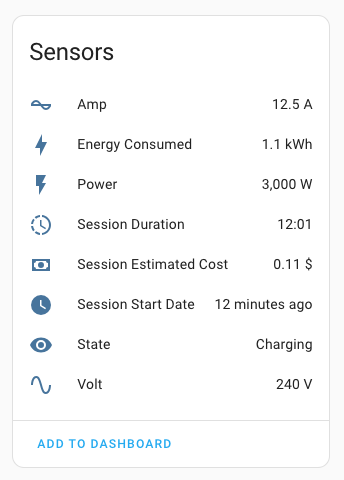 Sensors
Amp 12.5 A
Energy Consumed 1.1 kWh
Power 3,000 W
Session Duration 12:01
Session Estimated Cost 0.11 $
Session Start Date 12 minutes ago
State Charging
Volt 240 V
ADD TO DASHBOARD